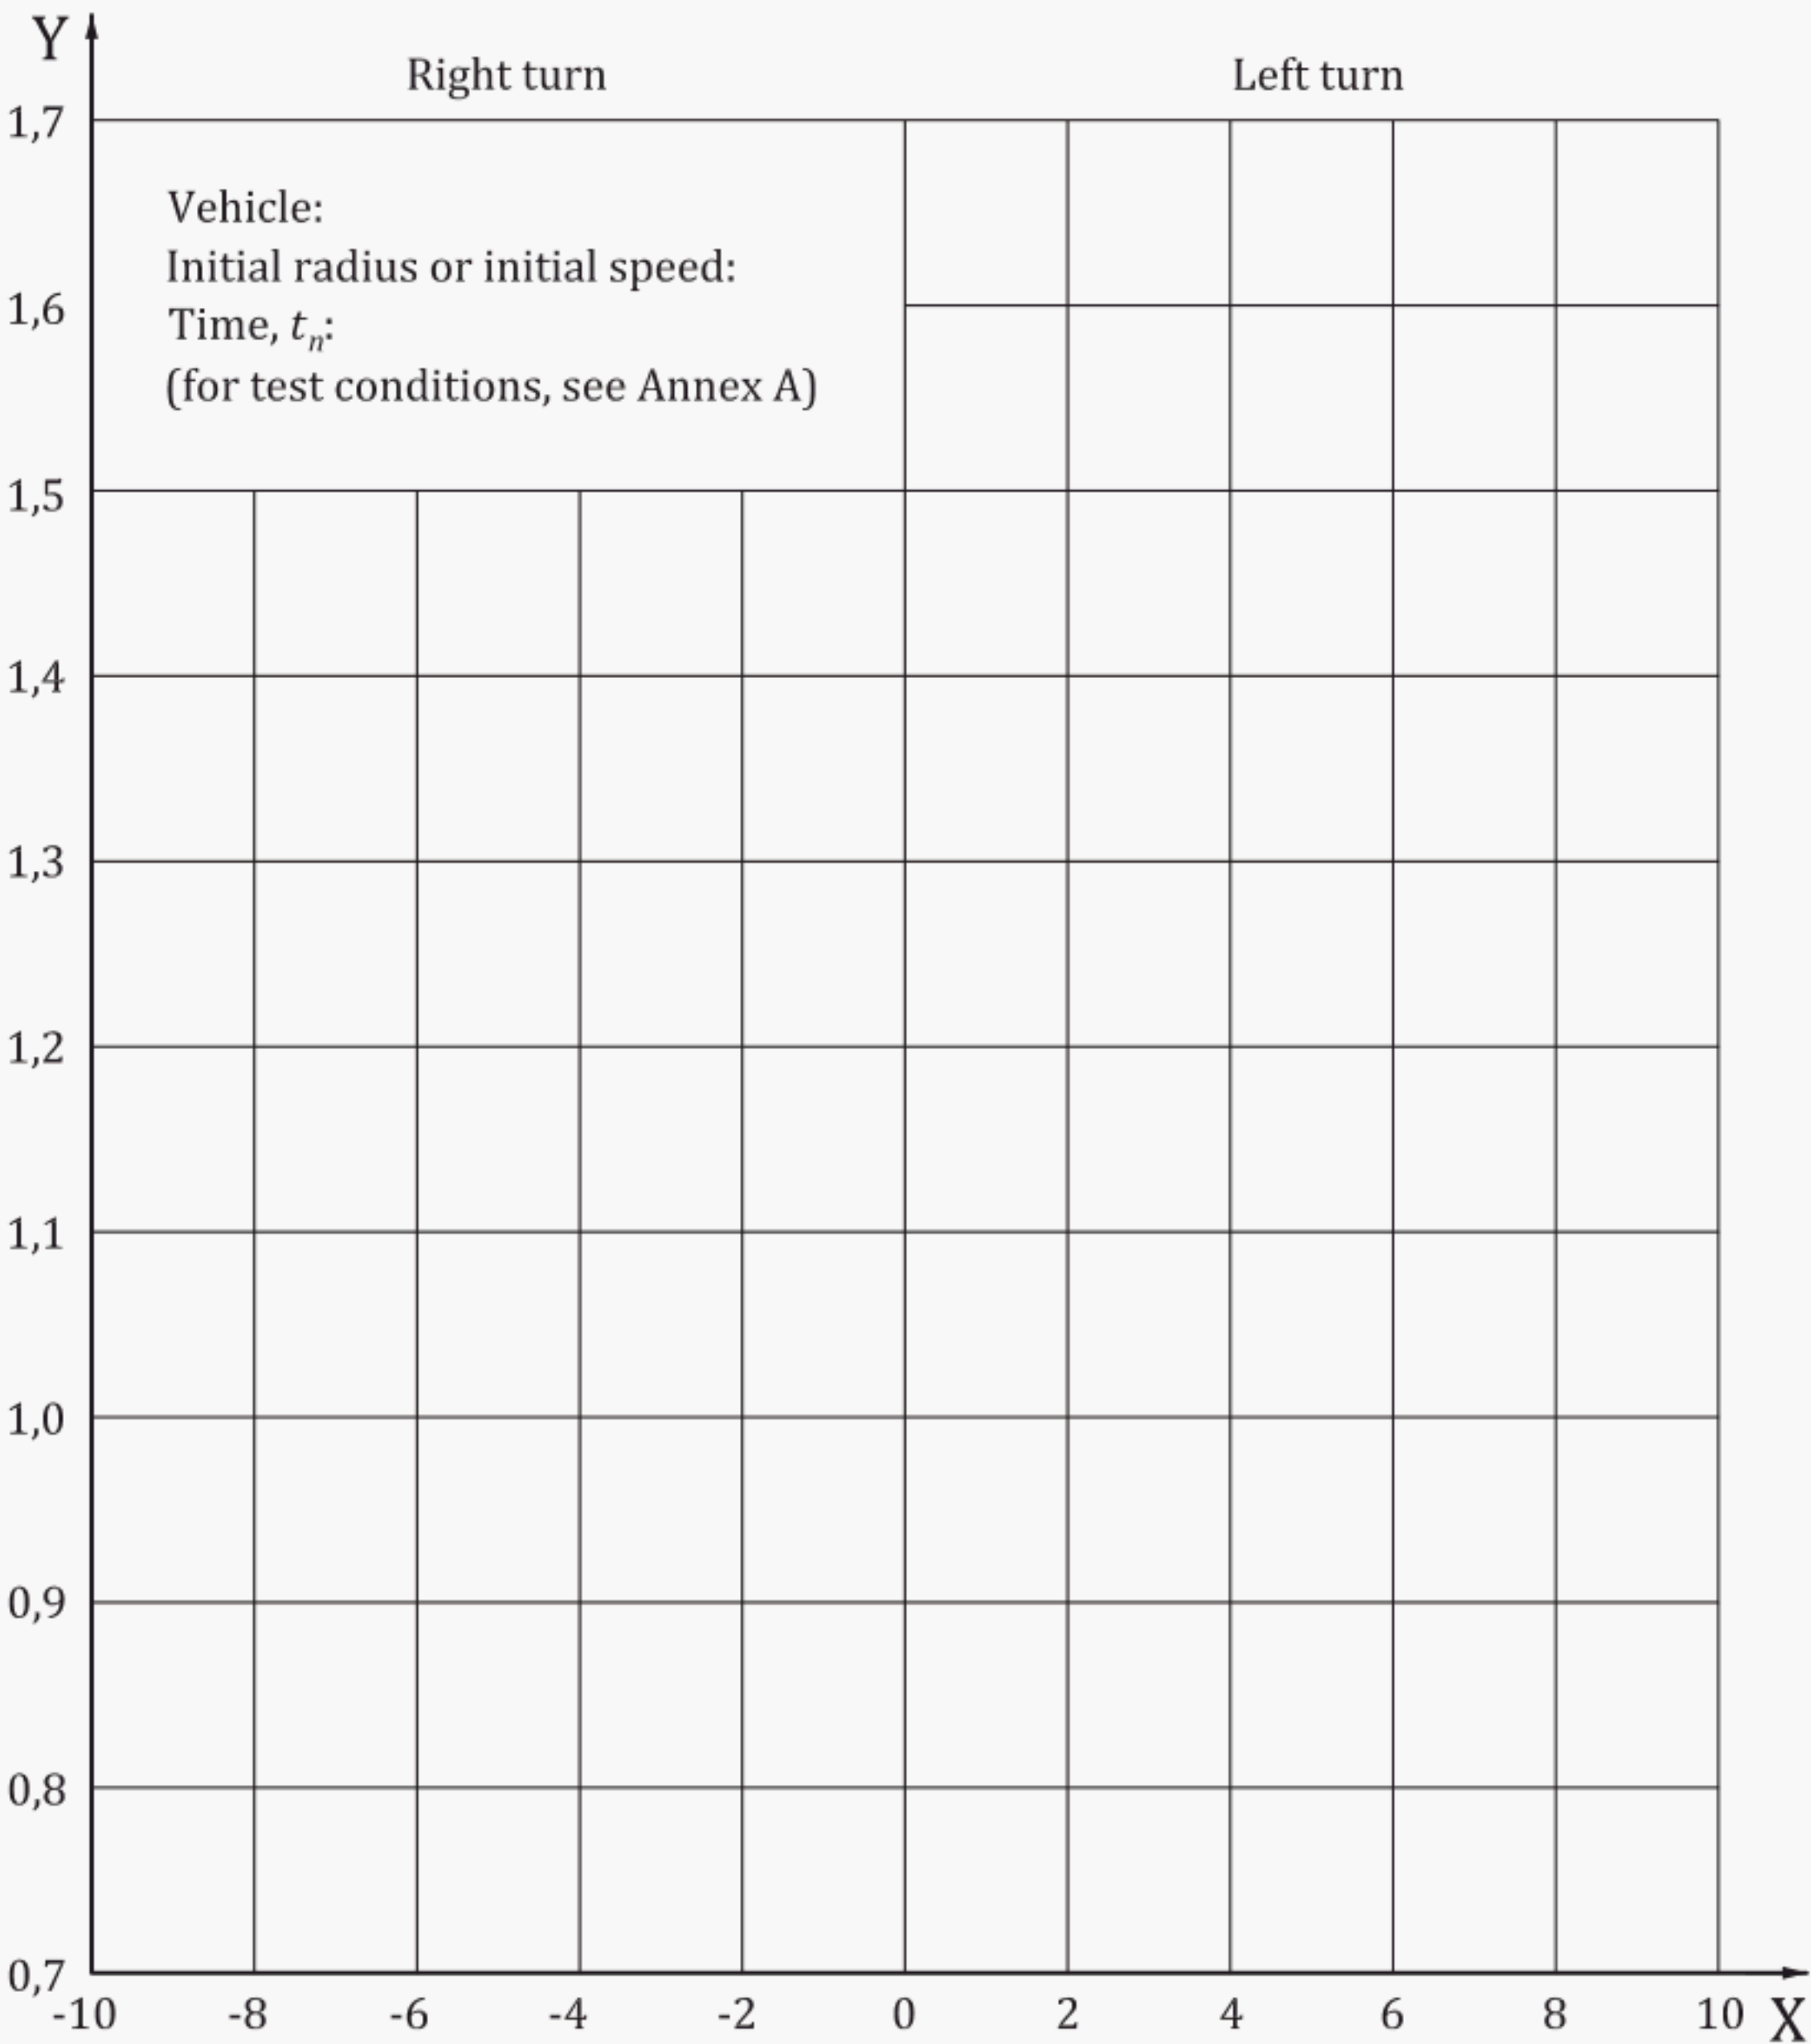 Y
Right turn Left turn
1,7
Vehicle:
Initial radius or initial speed:
1,6
Time, tn:
(for test conditions, see Annex A)
1,5
1,4
1,3
1,2
1,1
1,0
0,9
0,8
0,7
-10 -8 -6 -4 -2 0 2 4 6 8 10 X